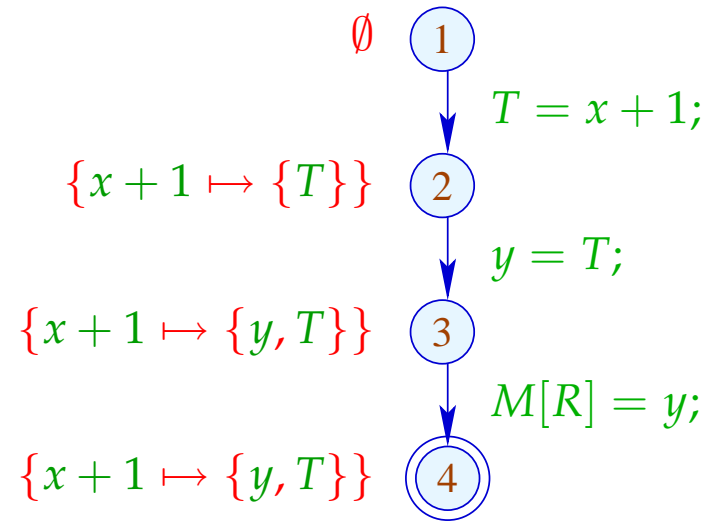 ∅ 1
T = x + 1;
{x + 1 ↦ {T}} 2
y = T;
{x + 1 ↦ {y, T}} 3
M[R] = y;
{x + 1 ↦ {y, T}} 4